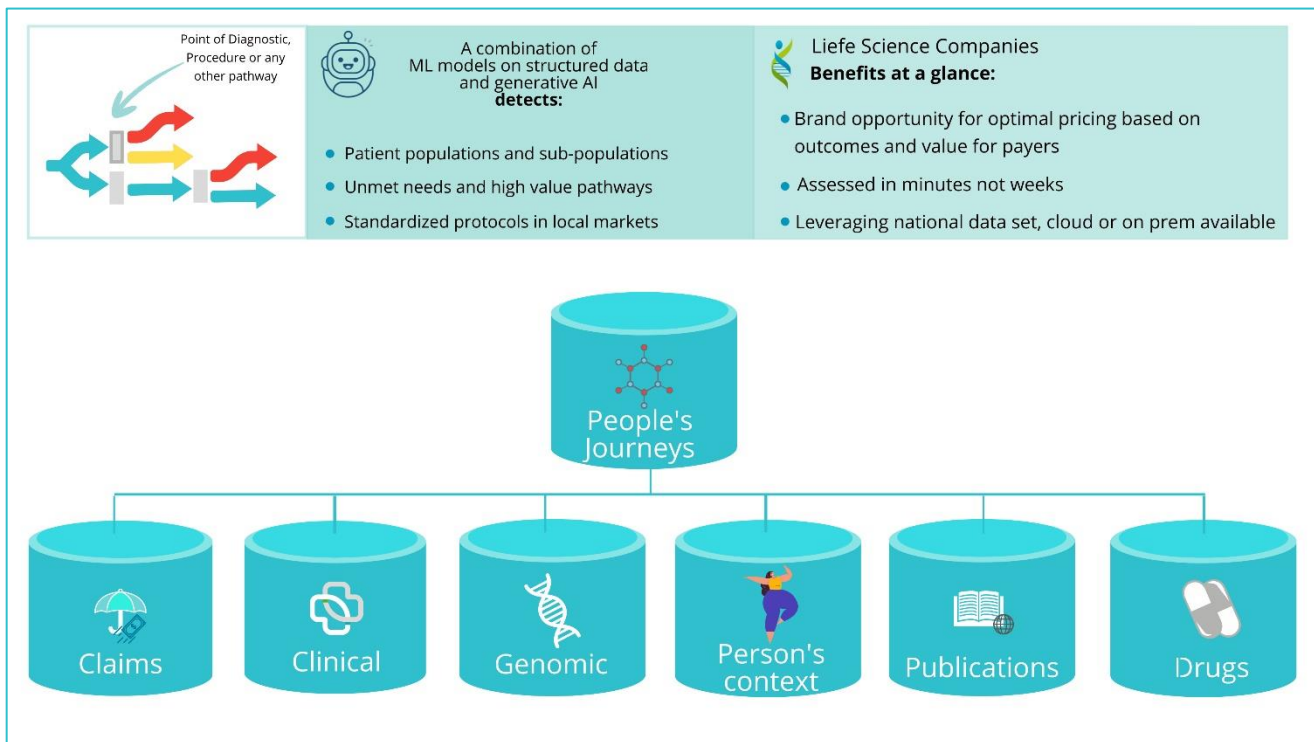 Point of Diagnostic,
Procedure or any
other pathway
A combination of
ML models on structured data
and generative AI
detects:
Patient populations and sub-populations
Unmet needs and high value pathways
Standardized protocols in local markets
Liefe Science Companies
Benefits at a glance:
Brand opportunity for optimal pricing based on
outcomes and value for payers
Assessed in minutes not weeks
Leveraging national data set, cloud or on prem available
People's
Journeys
Claims
Clinical
Genomic
Person's
context
Publications
Drugs